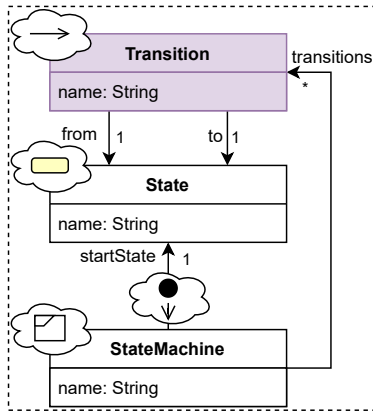 Transition
transitions
name: String
*
from 1
to 1
State
name: String
startState 1
StateMachine
name: String